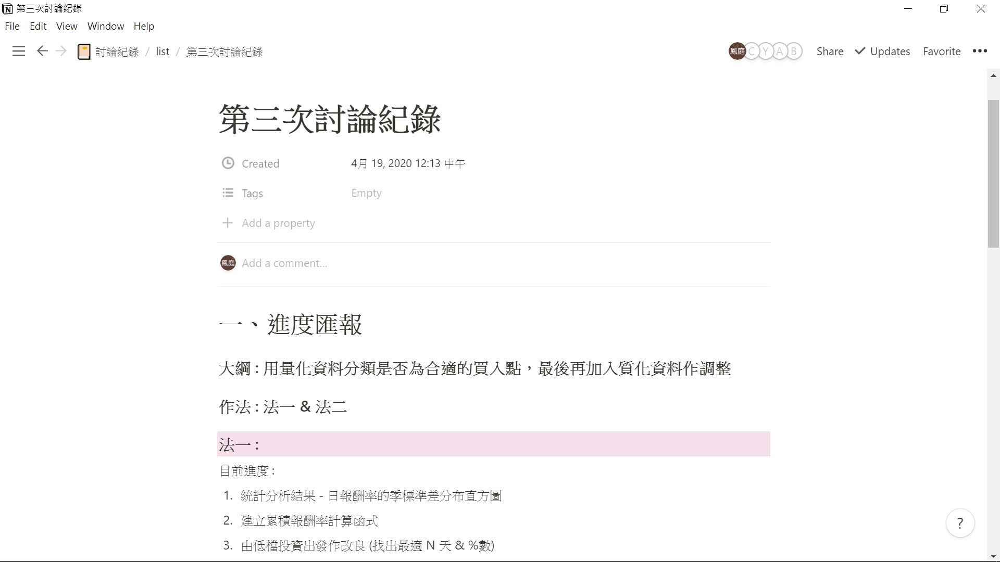 第三次討論紀錄
File Edit View Window Help
討論紀錄 / list / 第三次討論紀錄
鳳庭 C Y A B Share Updates Favorite •••
第三次討論紀錄
Created 4月 19, 2020 12:13 中午
Tags Empty
Add a property
鳳庭 Add a comment...
一、進度匯報
大綱 : 用量化資料分類是否為合適的買入點，最後再加入質化資料作調整
作法 : 法一 & 法二
法一 :
目前進度 :
1. 統計分析結果 - 日報酬率的季標準差分布直方圖
2. 建立累積報酬率計算函式
3. 由低檔投資出發作改良 (找出最適 N 天 & %數)
?